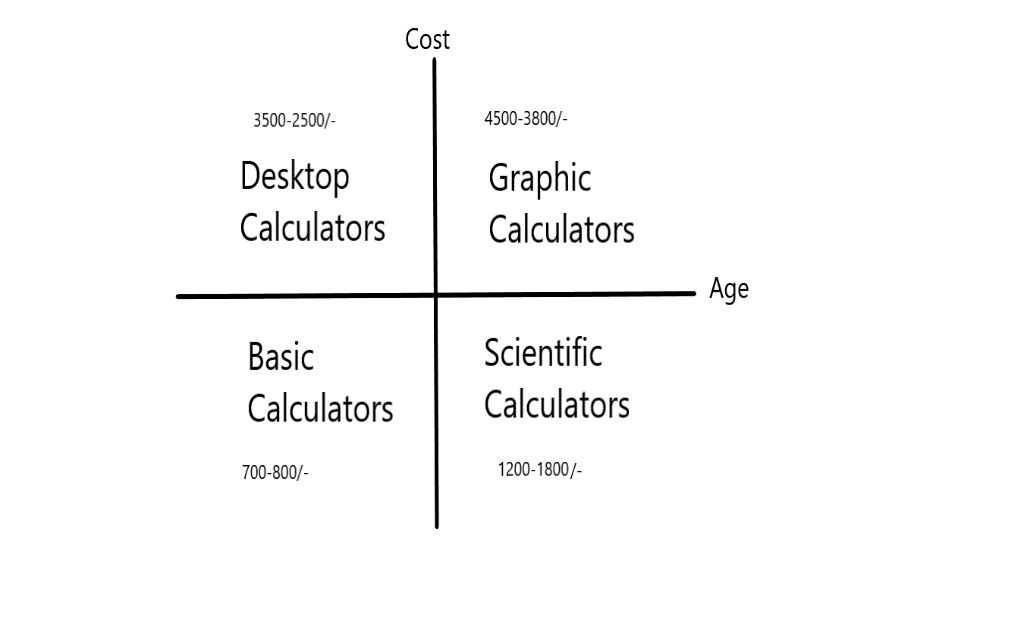 Cost
3500-2500/-
4500-3800/-
Desktop
Calculators
Graphic
Calculators
Age
Basic
Calculators
Scientific
Calculators
700-800/-
1200-1800/-